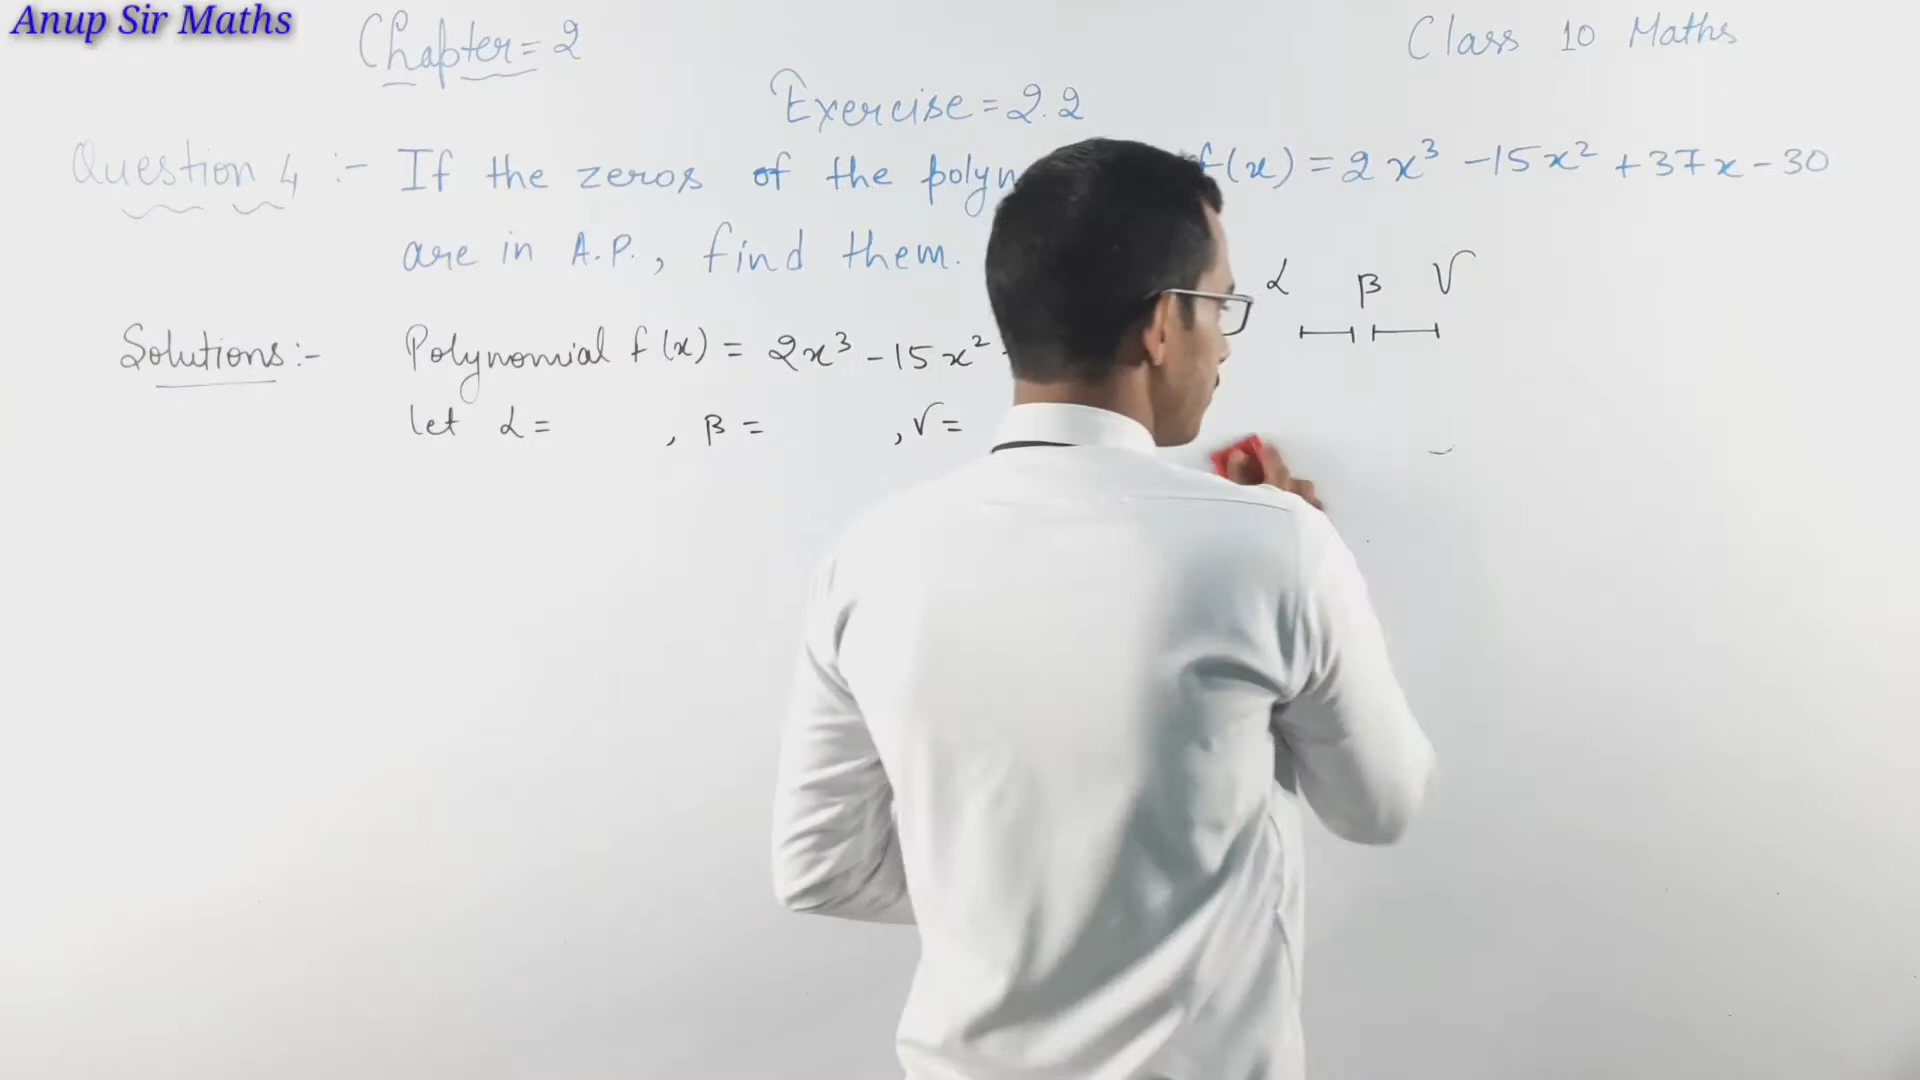 Anup Sir Maths
Chapter = 2
Class 10 Maths
Exercise = 2.2
Question 4 :- If the zeros of the f(x) = 2x³ - 15x² + 37x - 30
are in A.P., find them.
α β γ
Solutions :- Polynomial f(x) = 2x³ - 15x²
let α = , β = , γ =